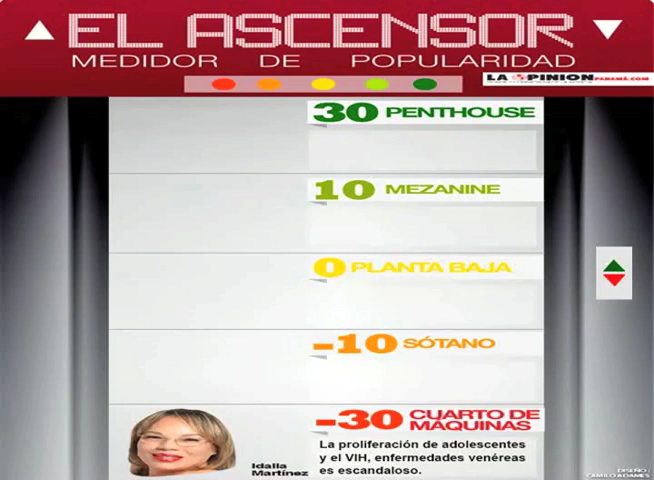 EL ASCENSOR
MEDIDOR DE POPULARIDAD
LA OPINION PANAMÁ.COM
30 PENTHOUSE
10 MEZANINE
0 PLANTA BAJA
-10 SÓTANO
-30 CUARTO DE
MÁQUINAS
La proliferación de adolescentes
y el VIH, enfermedades venéreas
es escandaloso.
Idalia
Martínez
DISEÑO:
CAMILO ADAMES